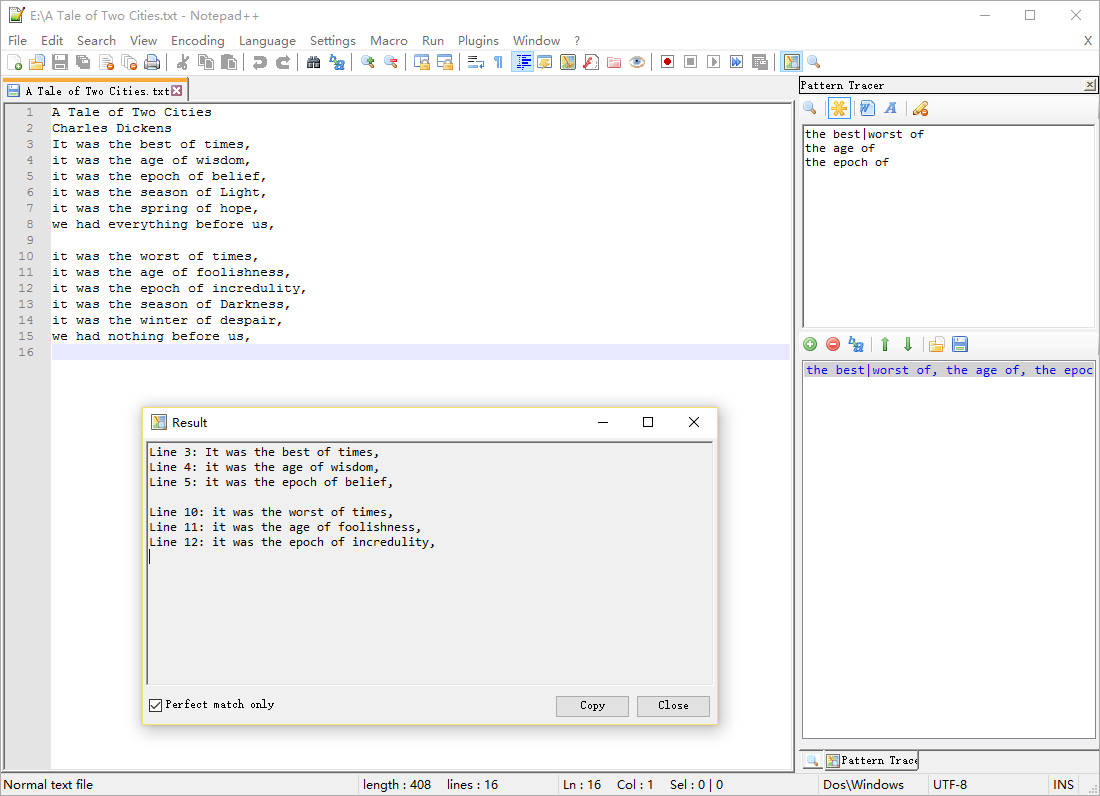 E:\A Tale of Two Cities.txt - Notepad++
File Edit Search View Encoding Language Settings Macro Run Plugins Window ? X
A Tale of Two Cities.txt
1 A Tale of Two Cities
2 Charles Dickens
3 It was the best of times,
4 it was the age of wisdom,
5 it was the epoch of belief,
6 it was the season of Light,
7 it was the spring of hope,
8 we had everything before us,
9
10 it was the worst of times,
11 it was the age of foolishness,
12 it was the epoch of incredulity,
13 it was the season of Darkness,
14 it was the winter of despair,
15 we had nothing before us,
16
Pattern Tracer
the best|worst of
the age of
the epoch of
the best|worst of, the age of, the epoc
Result
Line 3: It was the best of times,
Line 4: it was the age of wisdom,
Line 5: it was the epoch of belief,
Line 10: it was the worst of times,
Line 11: it was the age of foolishness,
Line 12: it was the epoch of incredulity,
Perfect match only
Copy
Close
Pattern Trace
Normal text file length : 408 lines : 16 Ln : 16 Col : 1 Sel : 0 | 0 Dos\Windows UTF-8 INS